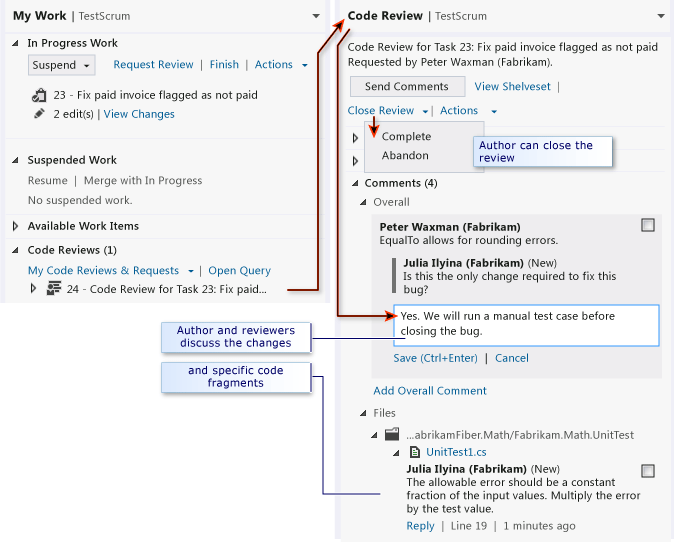 My Work | TestScrum
In Progress Work
Suspend
Request Review | Finish | Actions
23 - Fix paid invoice flagged as not paid
2 edit(s) | View Changes
Suspended Work
Resume | Merge with In Progress
No suspended work.
Available Work Items
Code Reviews (1)
My Code Reviews & Requests | Open Query
24 - Code Review for Task 23: Fix paid...
Author and reviewers
discuss the changes
and specific code
fragments
Code Review | TestScrum
Code Review for Task 23: Fix paid invoice flagged as not paid
Requested by Peter Waxman (Fabrikam).
Send Comments
View Shelveset |
Close Review | Actions
Complete
Abandon
Author can close the
review
Comments (4)
Overall
Peter Waxman (Fabrikam)
EqualTo allows for rounding errors.
Julia Ilyina (Fabrikam) (New)
Is this the only change required to fix this
bug?
Yes. We will run a manual test case before
closing the bug.
Save (Ctrl+Enter) | Cancel
Add Overall Comment
Files
...abrikamFiber.Math/Fabrikam.Math.UnitTest
UnitTest1.cs
Julia Ilyina (Fabrikam) (New)
The allowable error should be a constant
fraction of the input values. Multiply the error
by the test value.
Reply | Line 19 | 1 minutes ago